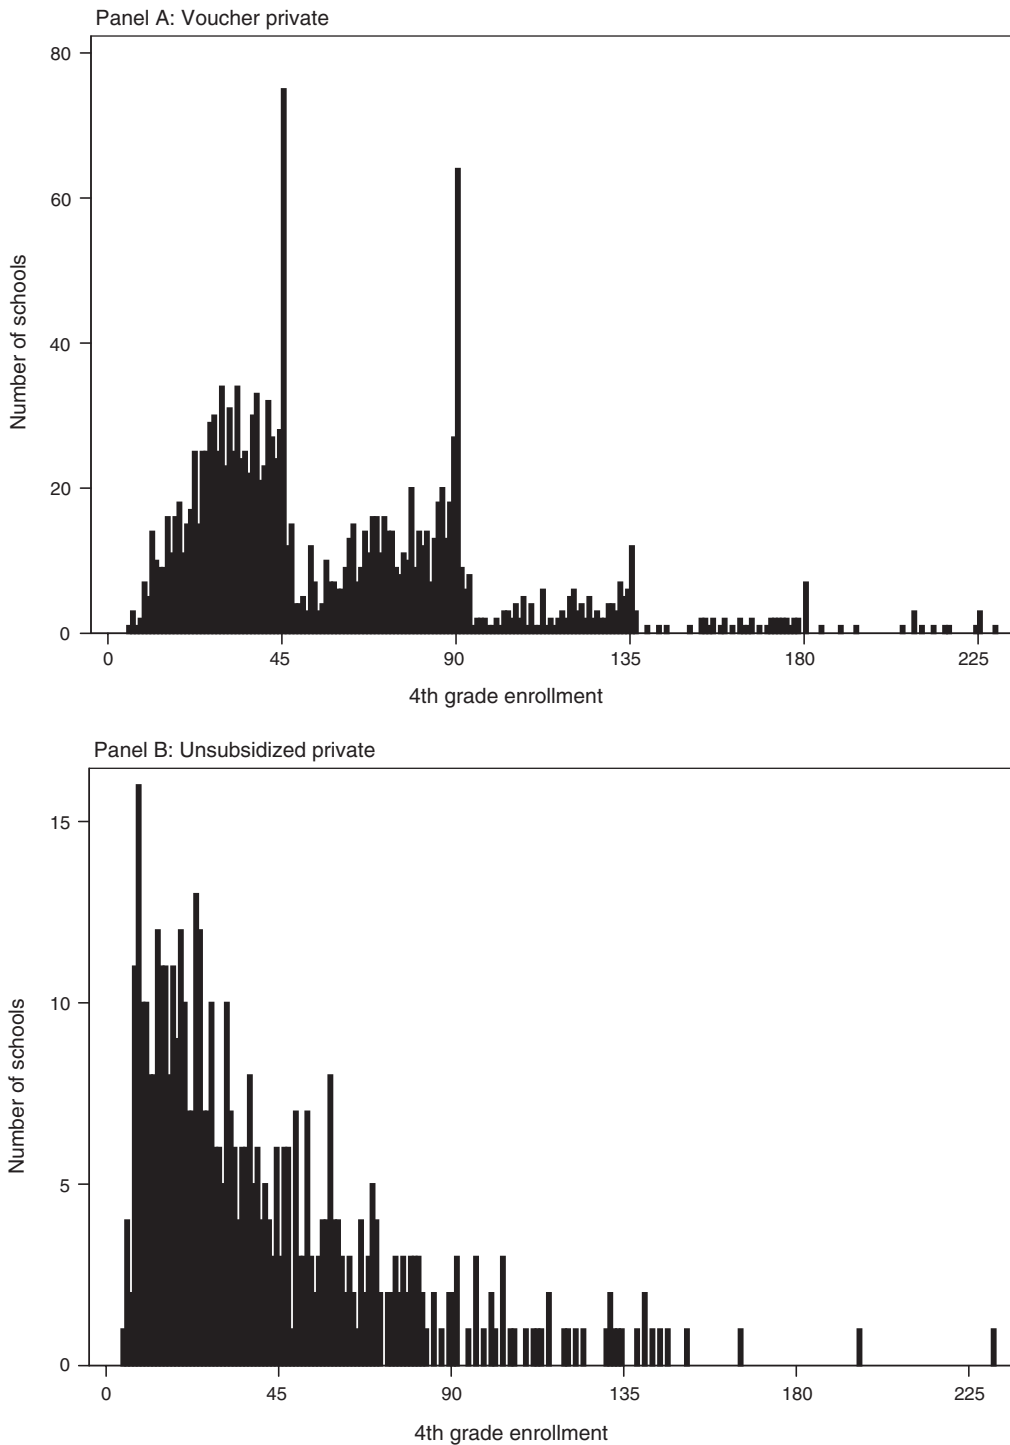 Panel A: Voucher private
80
60
40
20
0
Number of schools
0 45 90 135 180 225
4th grade enrollment
Panel B: Unsubsidized private
15
10
5
0
Number of schools
0 45 90 135 180 225
4th grade enrollment